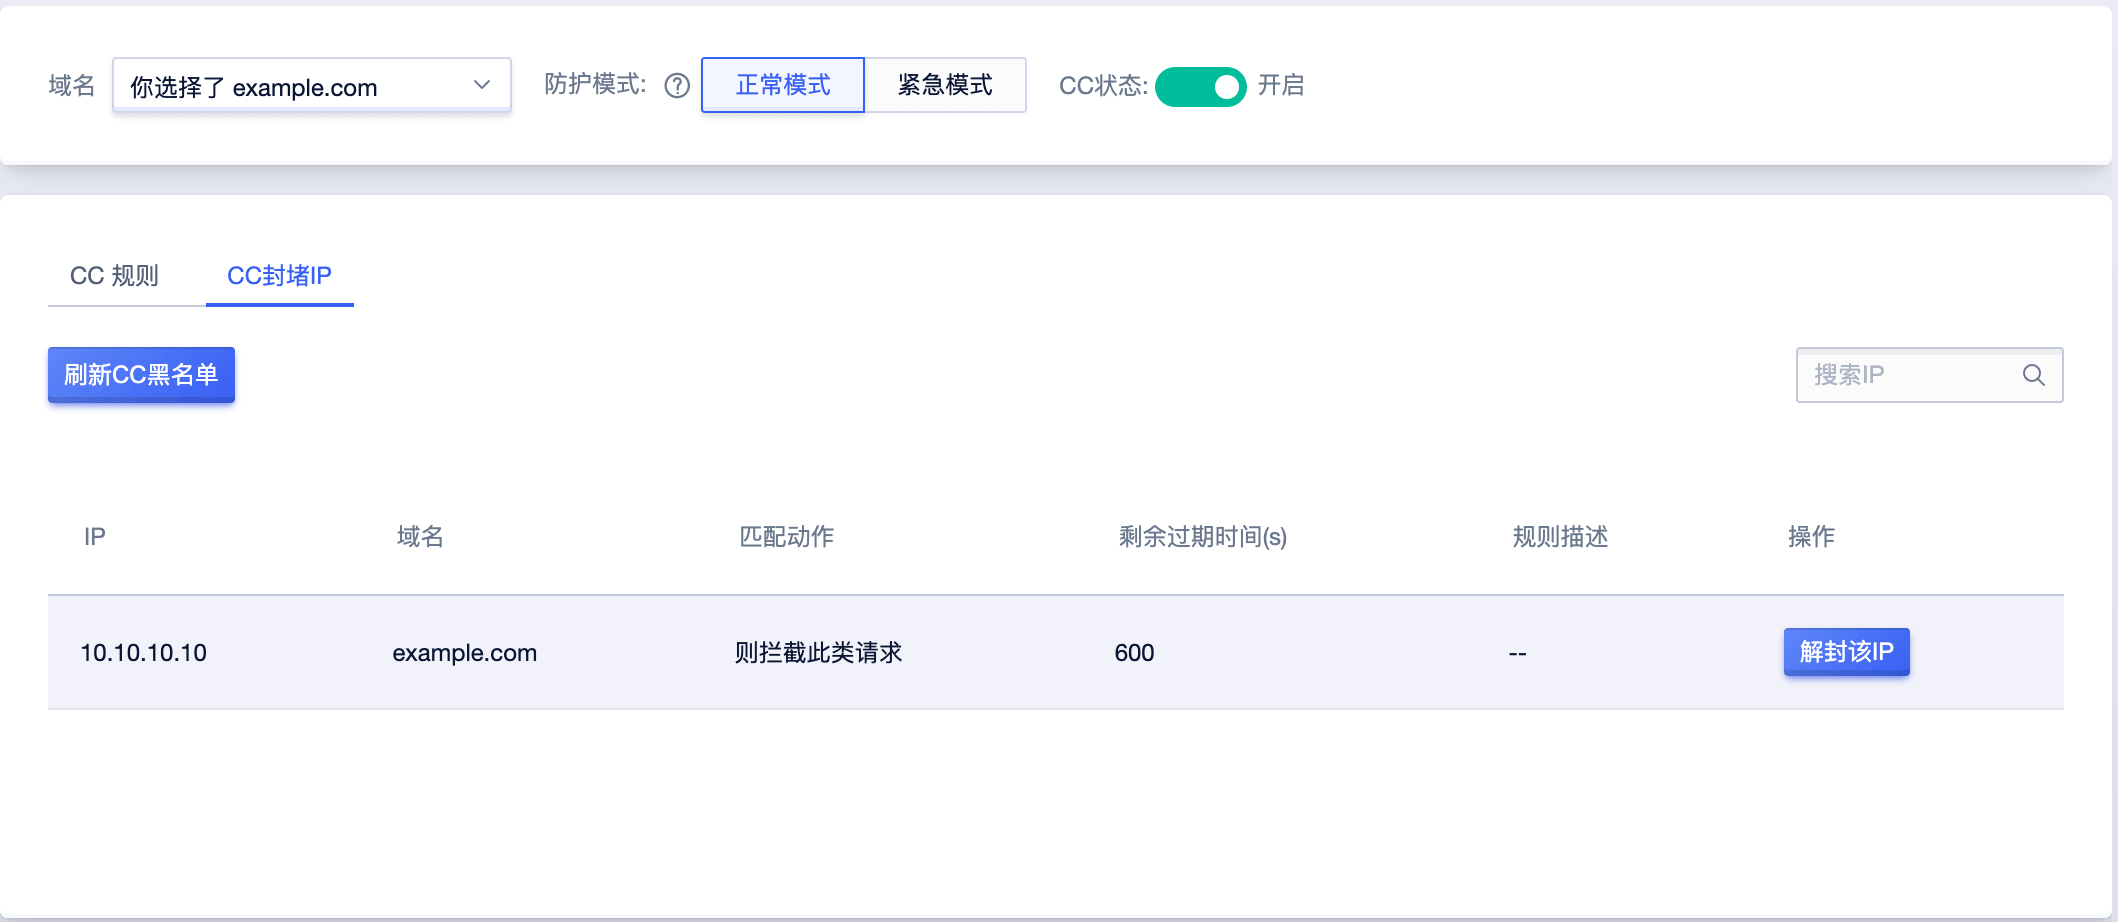 域名 你选择了 example.com 防护模式: ? 正常模式 紧急模式 CC状态: 开启
CC 规则 CC封堵IP
刷新CC黑名单 搜索IP
IP 域名 匹配动作 剩余过期时间(s) 规则描述 操作
10.10.10.10 example.com 则拦截此类请求 600 -- 解封该IP